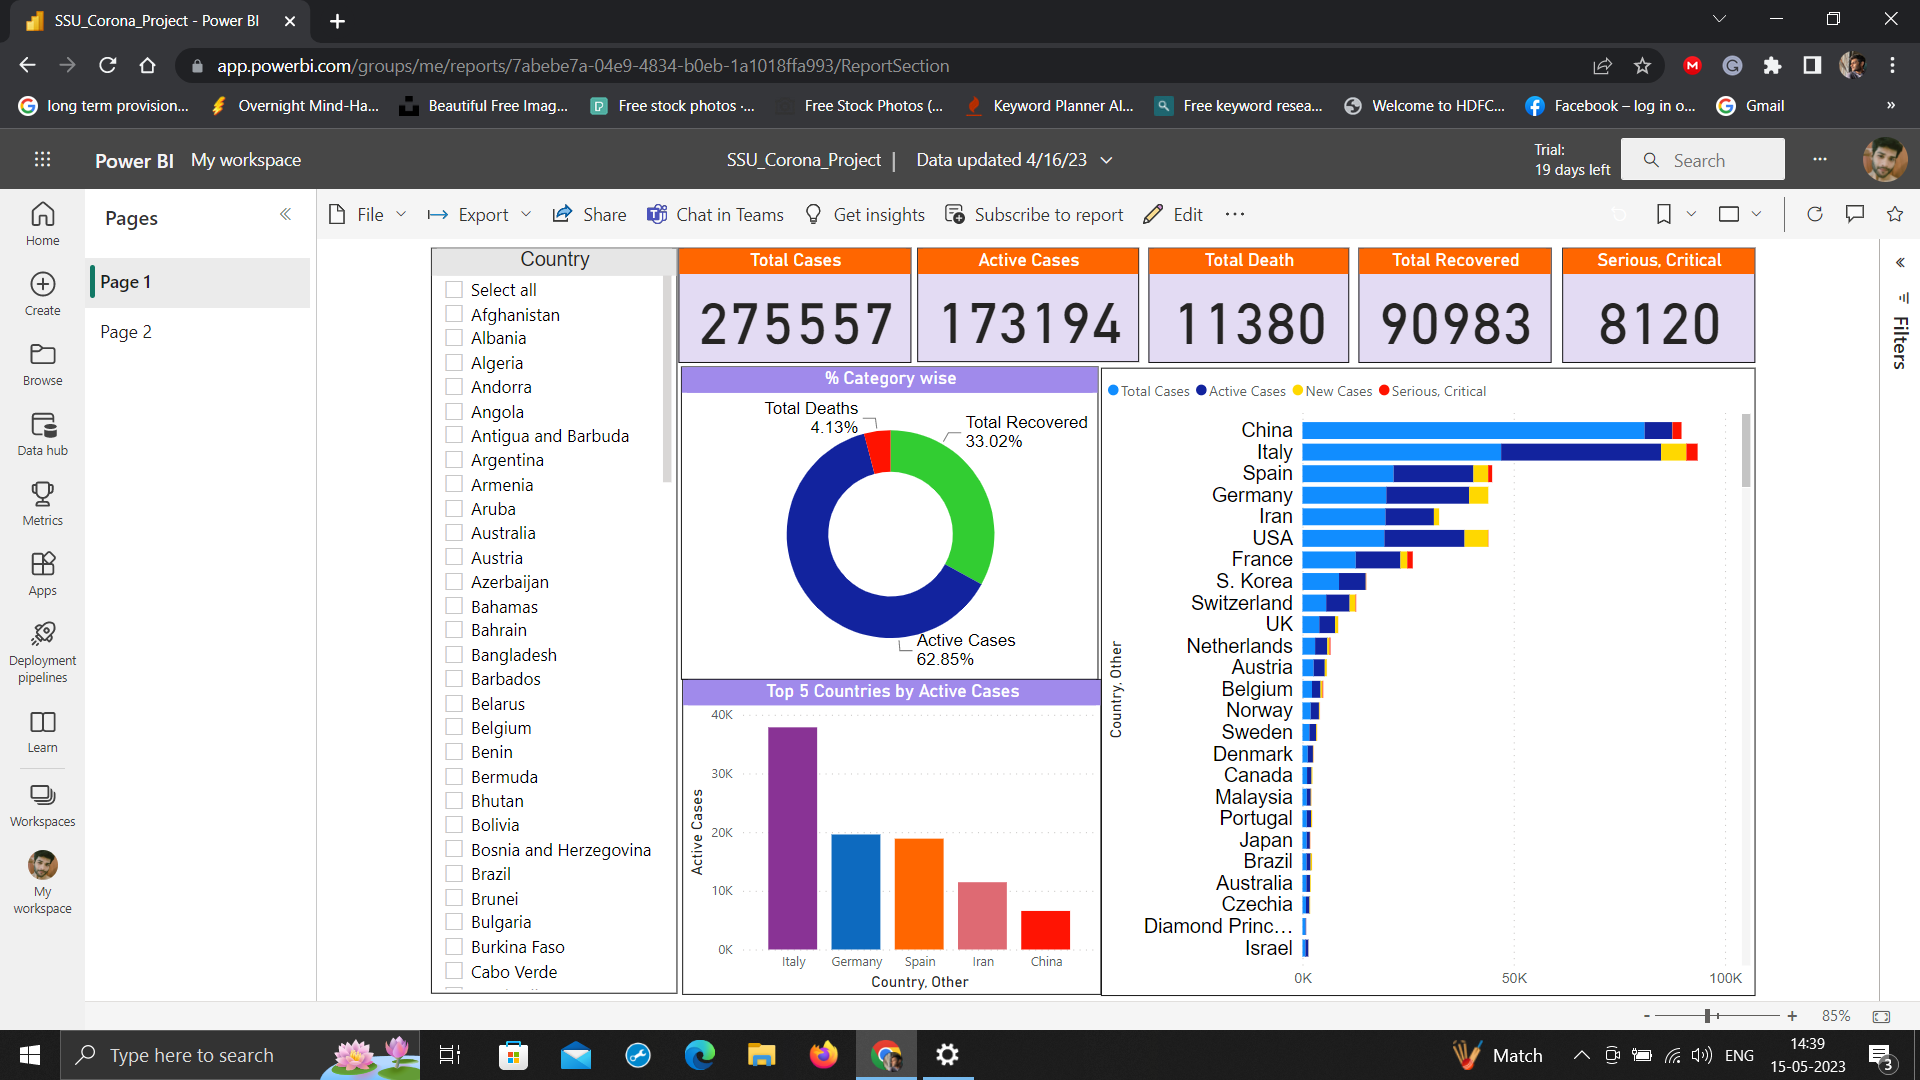 SSU_Corona_Project - Power BI
app.powerbi.com/groups/me/reports/7abebe7a-04e9-4834-b0eb-1a1018ffa993/ReportSection
long term provision...
Overnight Mind-Ha...
Beautiful Free Imag...
Free stock photos ·...
Free Stock Photos (...
Keyword Planner Al...
Free keyword resea...
Welcome to HDFC...
Facebook – log in o...
Gmail
»
Power BI My workspace
SSU_Corona_Project | Data updated 4/16/23
Trial:
19 days left
Search
Home
Create
Browse
Data hub
Metrics
Apps
Deployment
pipelines
Learn
Workspaces
My
workspace
Pages
Page 1
Page 2
File
Export
Share
Chat in Teams
Get insights
Subscribe to report
Edit
Country
Select all
Afghanistan
Albania
Algeria
Andorra
Angola
Antigua and Barbuda
Argentina
Armenia
Aruba
Australia
Austria
Azerbaijan
Bahamas
Bahrain
Bangladesh
Barbados
Belarus
Belgium
Benin
Bermuda
Bhutan
Bolivia
Bosnia and Herzegovina
Brazil
Brunei
Bulgaria
Burkina Faso
Cabo Verde
Total Cases
275557
Active Cases
173194
Total Death
11380
Total Recovered
90983
Serious, Critical
8120
% Category wise
Total Deaths
4.13%
Total Recovered
33.02%
Active Cases
62.85%
Top 5 Countries by Active Cases
Active Cases
40K
30K
20K
10K
0K
Italy
Germany
Spain
Iran
China
Country, Other
Total Cases
Active Cases
New Cases
Serious, Critical
Country, Other
China
Italy
Spain
Germany
Iran
USA
France
S. Korea
Switzerland
UK
Netherlands
Austria
Belgium
Norway
Sweden
Denmark
Canada
Malaysia
Portugal
Japan
Brazil
Australia
Czechia
Diamond Princ...
Israel
0K
50K
100K
Filters
- + 85%
Type here to search
Match
ENG
14:39
15-05-2023
3